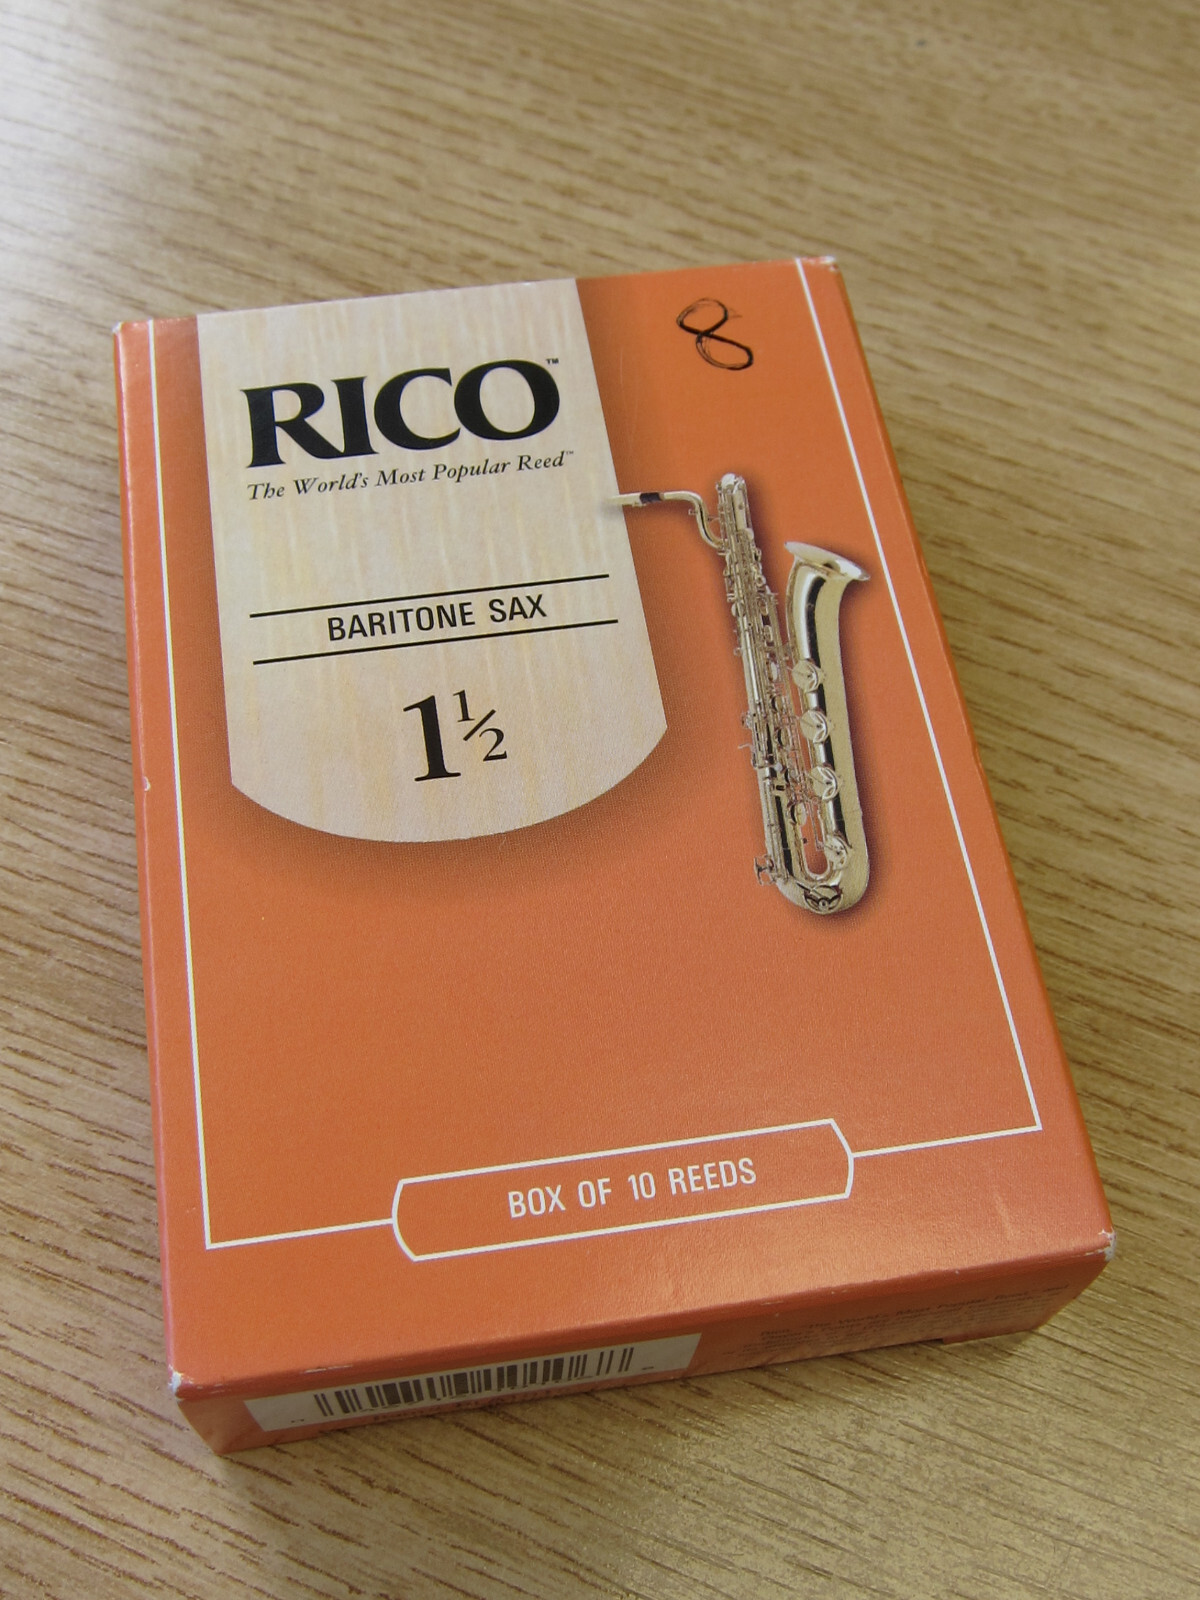 8
RICO™
The World's Most Popular Reed™
BARITONE SAX
1½
BOX OF 10 REEDS